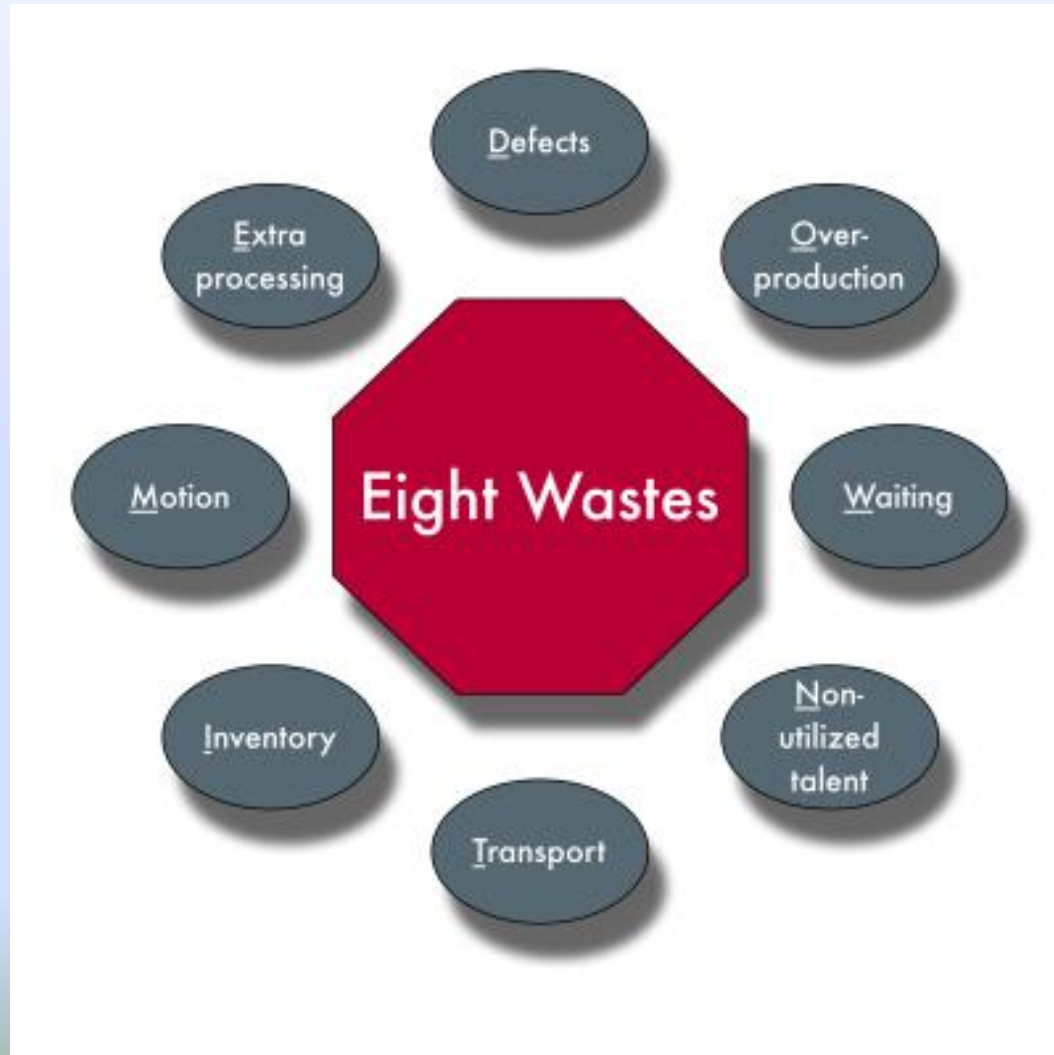 Eight Wastes
Defects
Over-
production
Waiting
Non-
utilized
talent
Transport
Inventory
Motion
Extra
processing